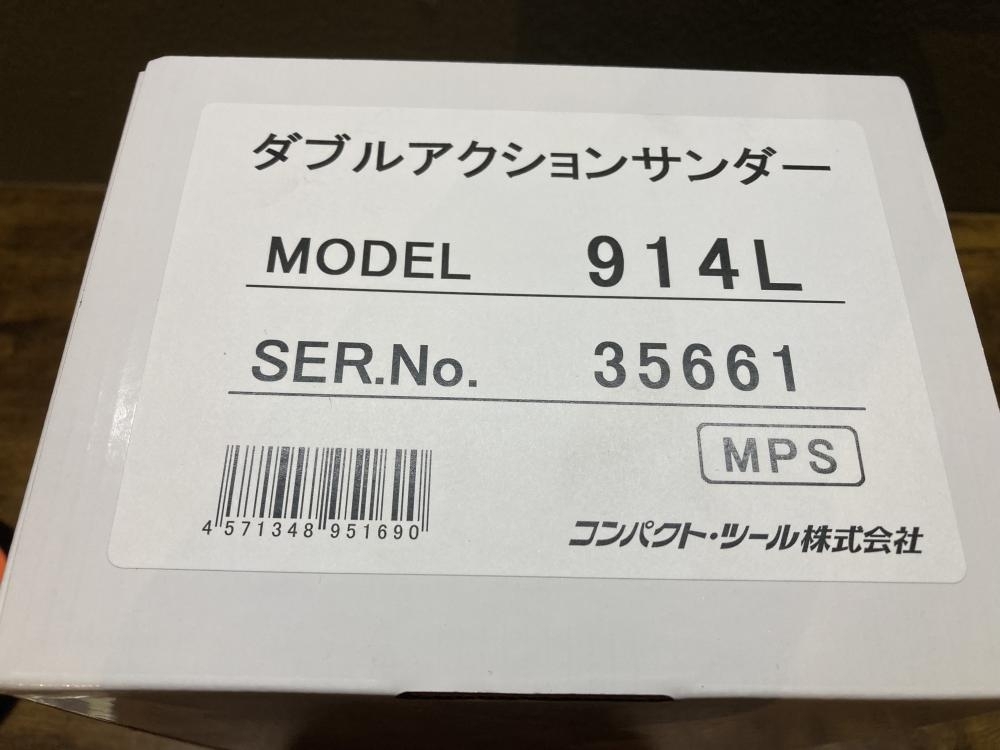 ダブルアクションサンダー
MODEL 914L
SER.No. 35661
MPS
4 571348 951690
コンパクト・ツール株式会社